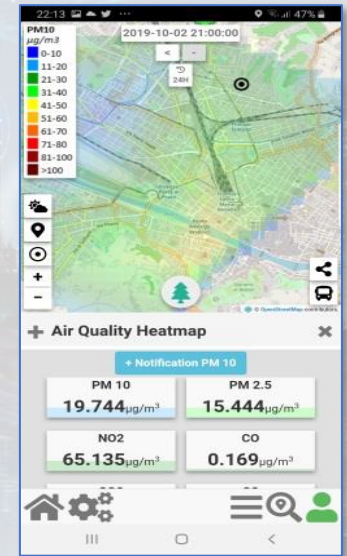 22:13 ... 47%
PM10
µg/m3
2019-10-02 21:00:00
0-10
11-20
21-30
31-40
41-50
51-60
61-70
71-80
81-100
>100
< -
24H
+
-
© OpenStreetMap contributors
+ Air Quality Heatmap ×
+ Notification PM 10
PM 10 PM 2.5
19.744µg/m³ 15.444µg/m³
NO2 CO
65.135µg/m³ 0.169µg/m³